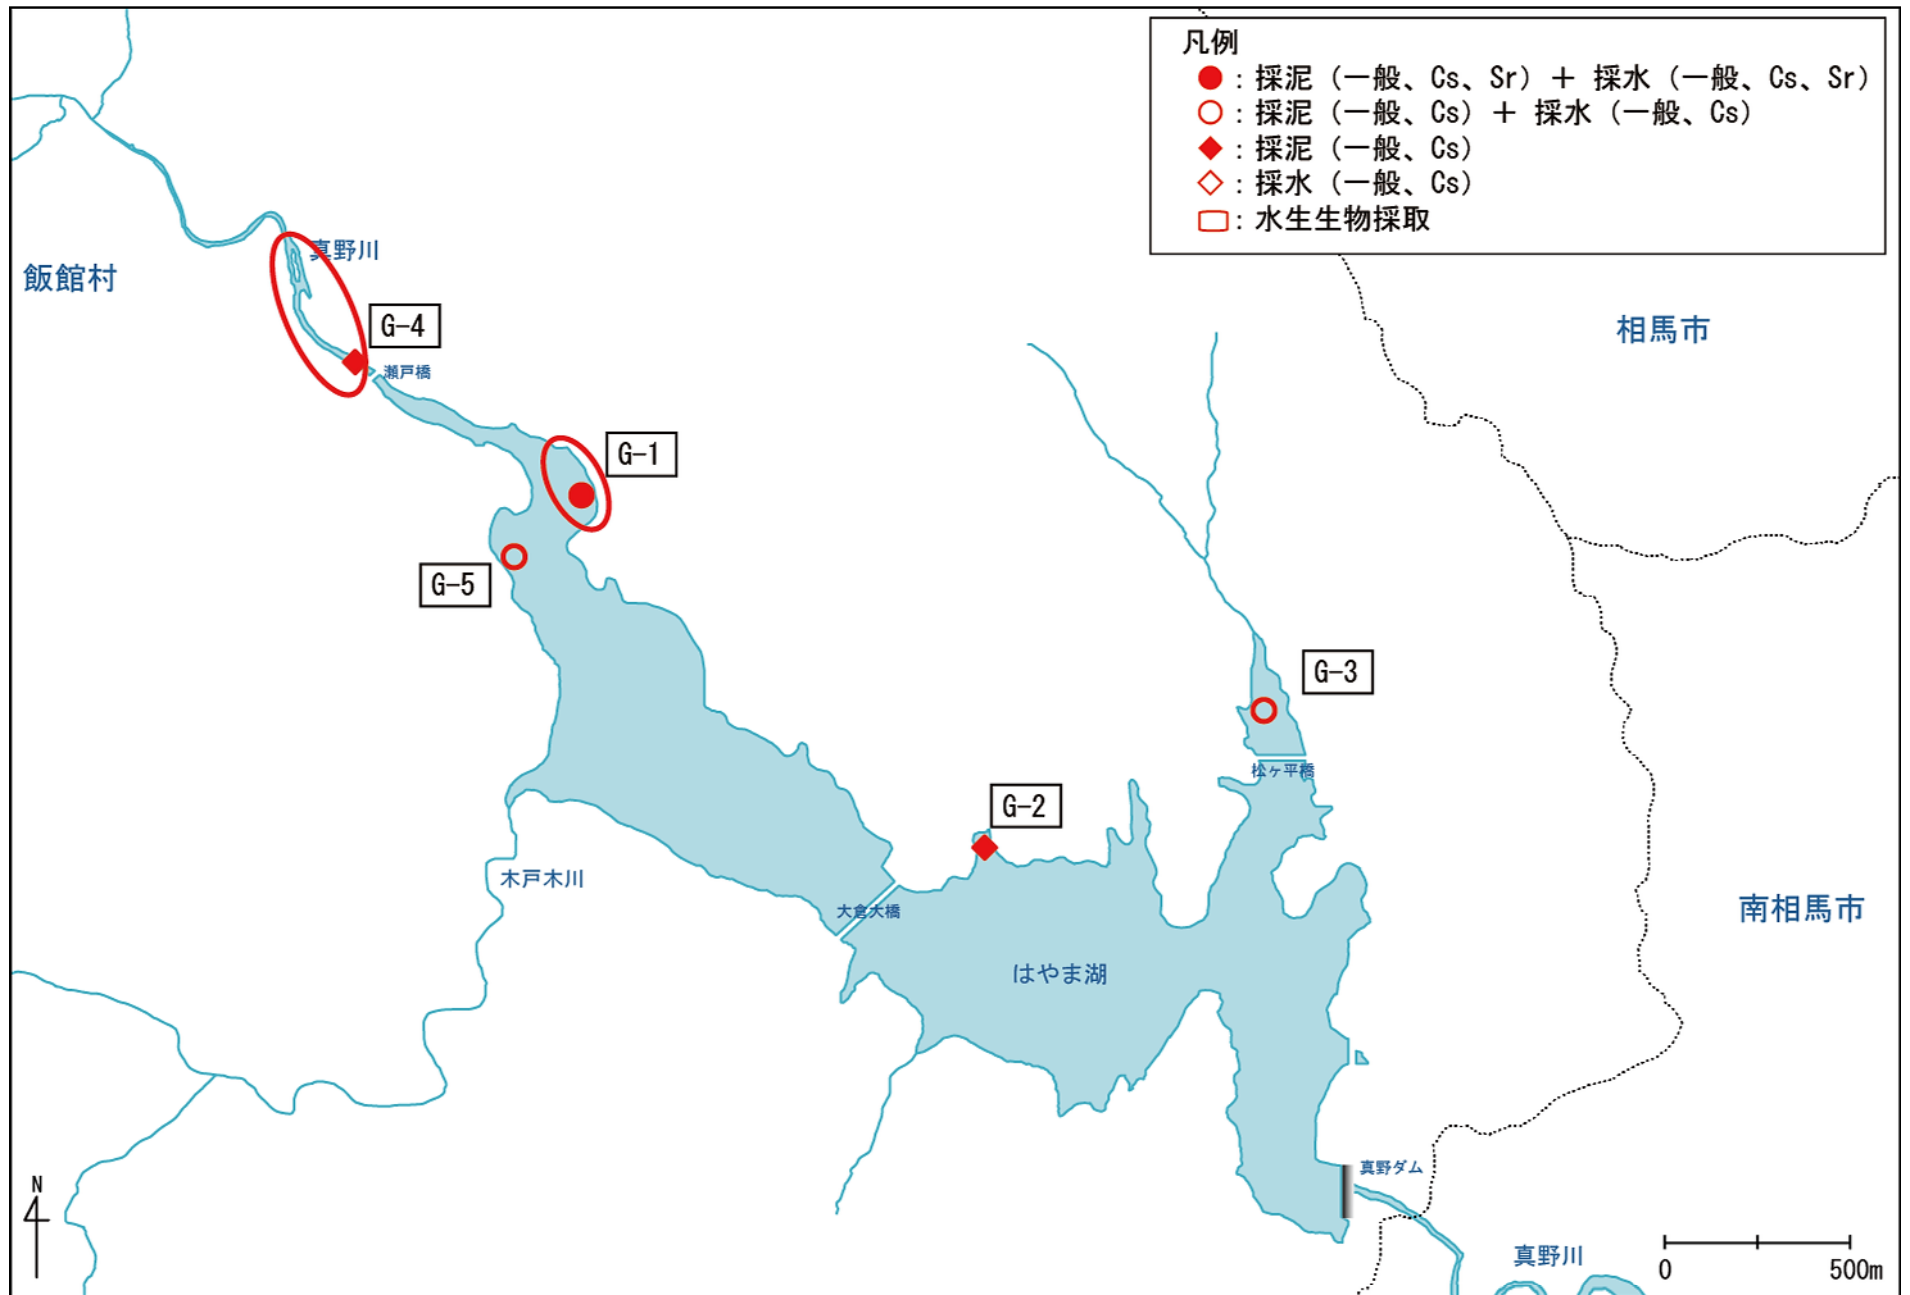 凡例
：採泥（一般、Cs、Sr）＋ 採水（一般、Cs、Sr）
：採泥（一般、Cs）＋ 採水（一般、Cs）
：採泥（一般、Cs）
：採水（一般、Cs）
：水生生物採取
真野川
飯館村
G-4
相馬市
瀬戸橋
G-1
G-5
G-3
松ヶ平橋
G-2
木戸木川
大倉大橋
南相馬市
はやま湖
真野ダム
N
真野川
0
500m